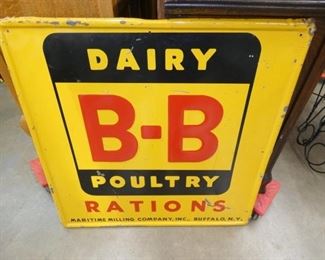 DAIRY
B-B
POULTRY
RATIONS
MARITIME MILLING COMPANY, INC., BUFFALO, N.Y.